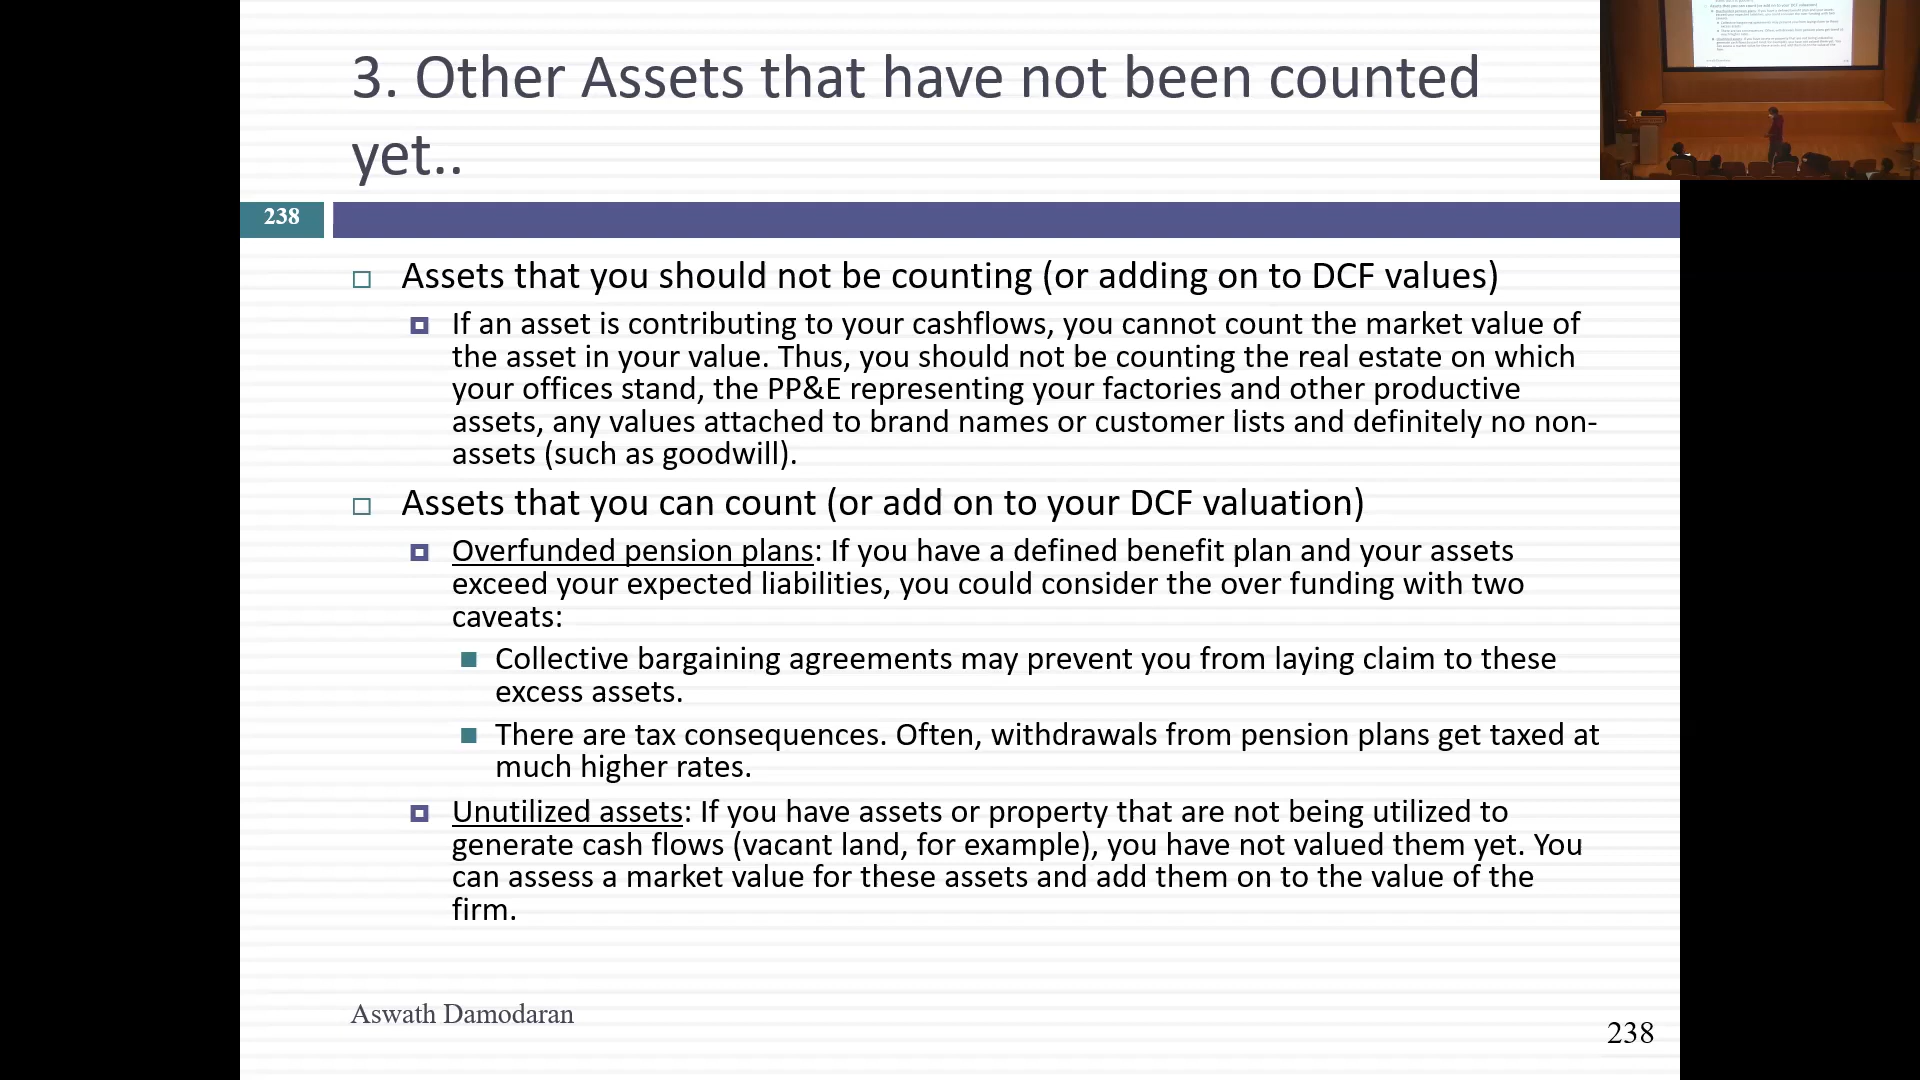 3. Other Assets that have not been counted
yet..
238
Assets that you should not be counting (or adding on to DCF values)
If an asset is contributing to your cashflows, you cannot count the market value of
the asset in your value. Thus, you should not be counting the real estate on which
your offices stand, the PP&E representing your factories and other productive
assets, any values attached to brand names or customer lists and definitely no non-
assets (such as goodwill).
Assets that you can count (or add on to your DCF valuation)
Overfunded pension plans: If you have a defined benefit plan and your assets
exceed your expected liabilities, you could consider the over funding with two
caveats:
Collective bargaining agreements may prevent you from laying claim to these
excess assets.
There are tax consequences. Often, withdrawals from pension plans get taxed at
much higher rates.
Unutilized assets: If you have assets or property that are not being utilized to
generate cash flows (vacant land, for example), you have not valued them yet. You
can assess a market value for these assets and add them on to the value of the
firm.
Aswath Damodaran
238